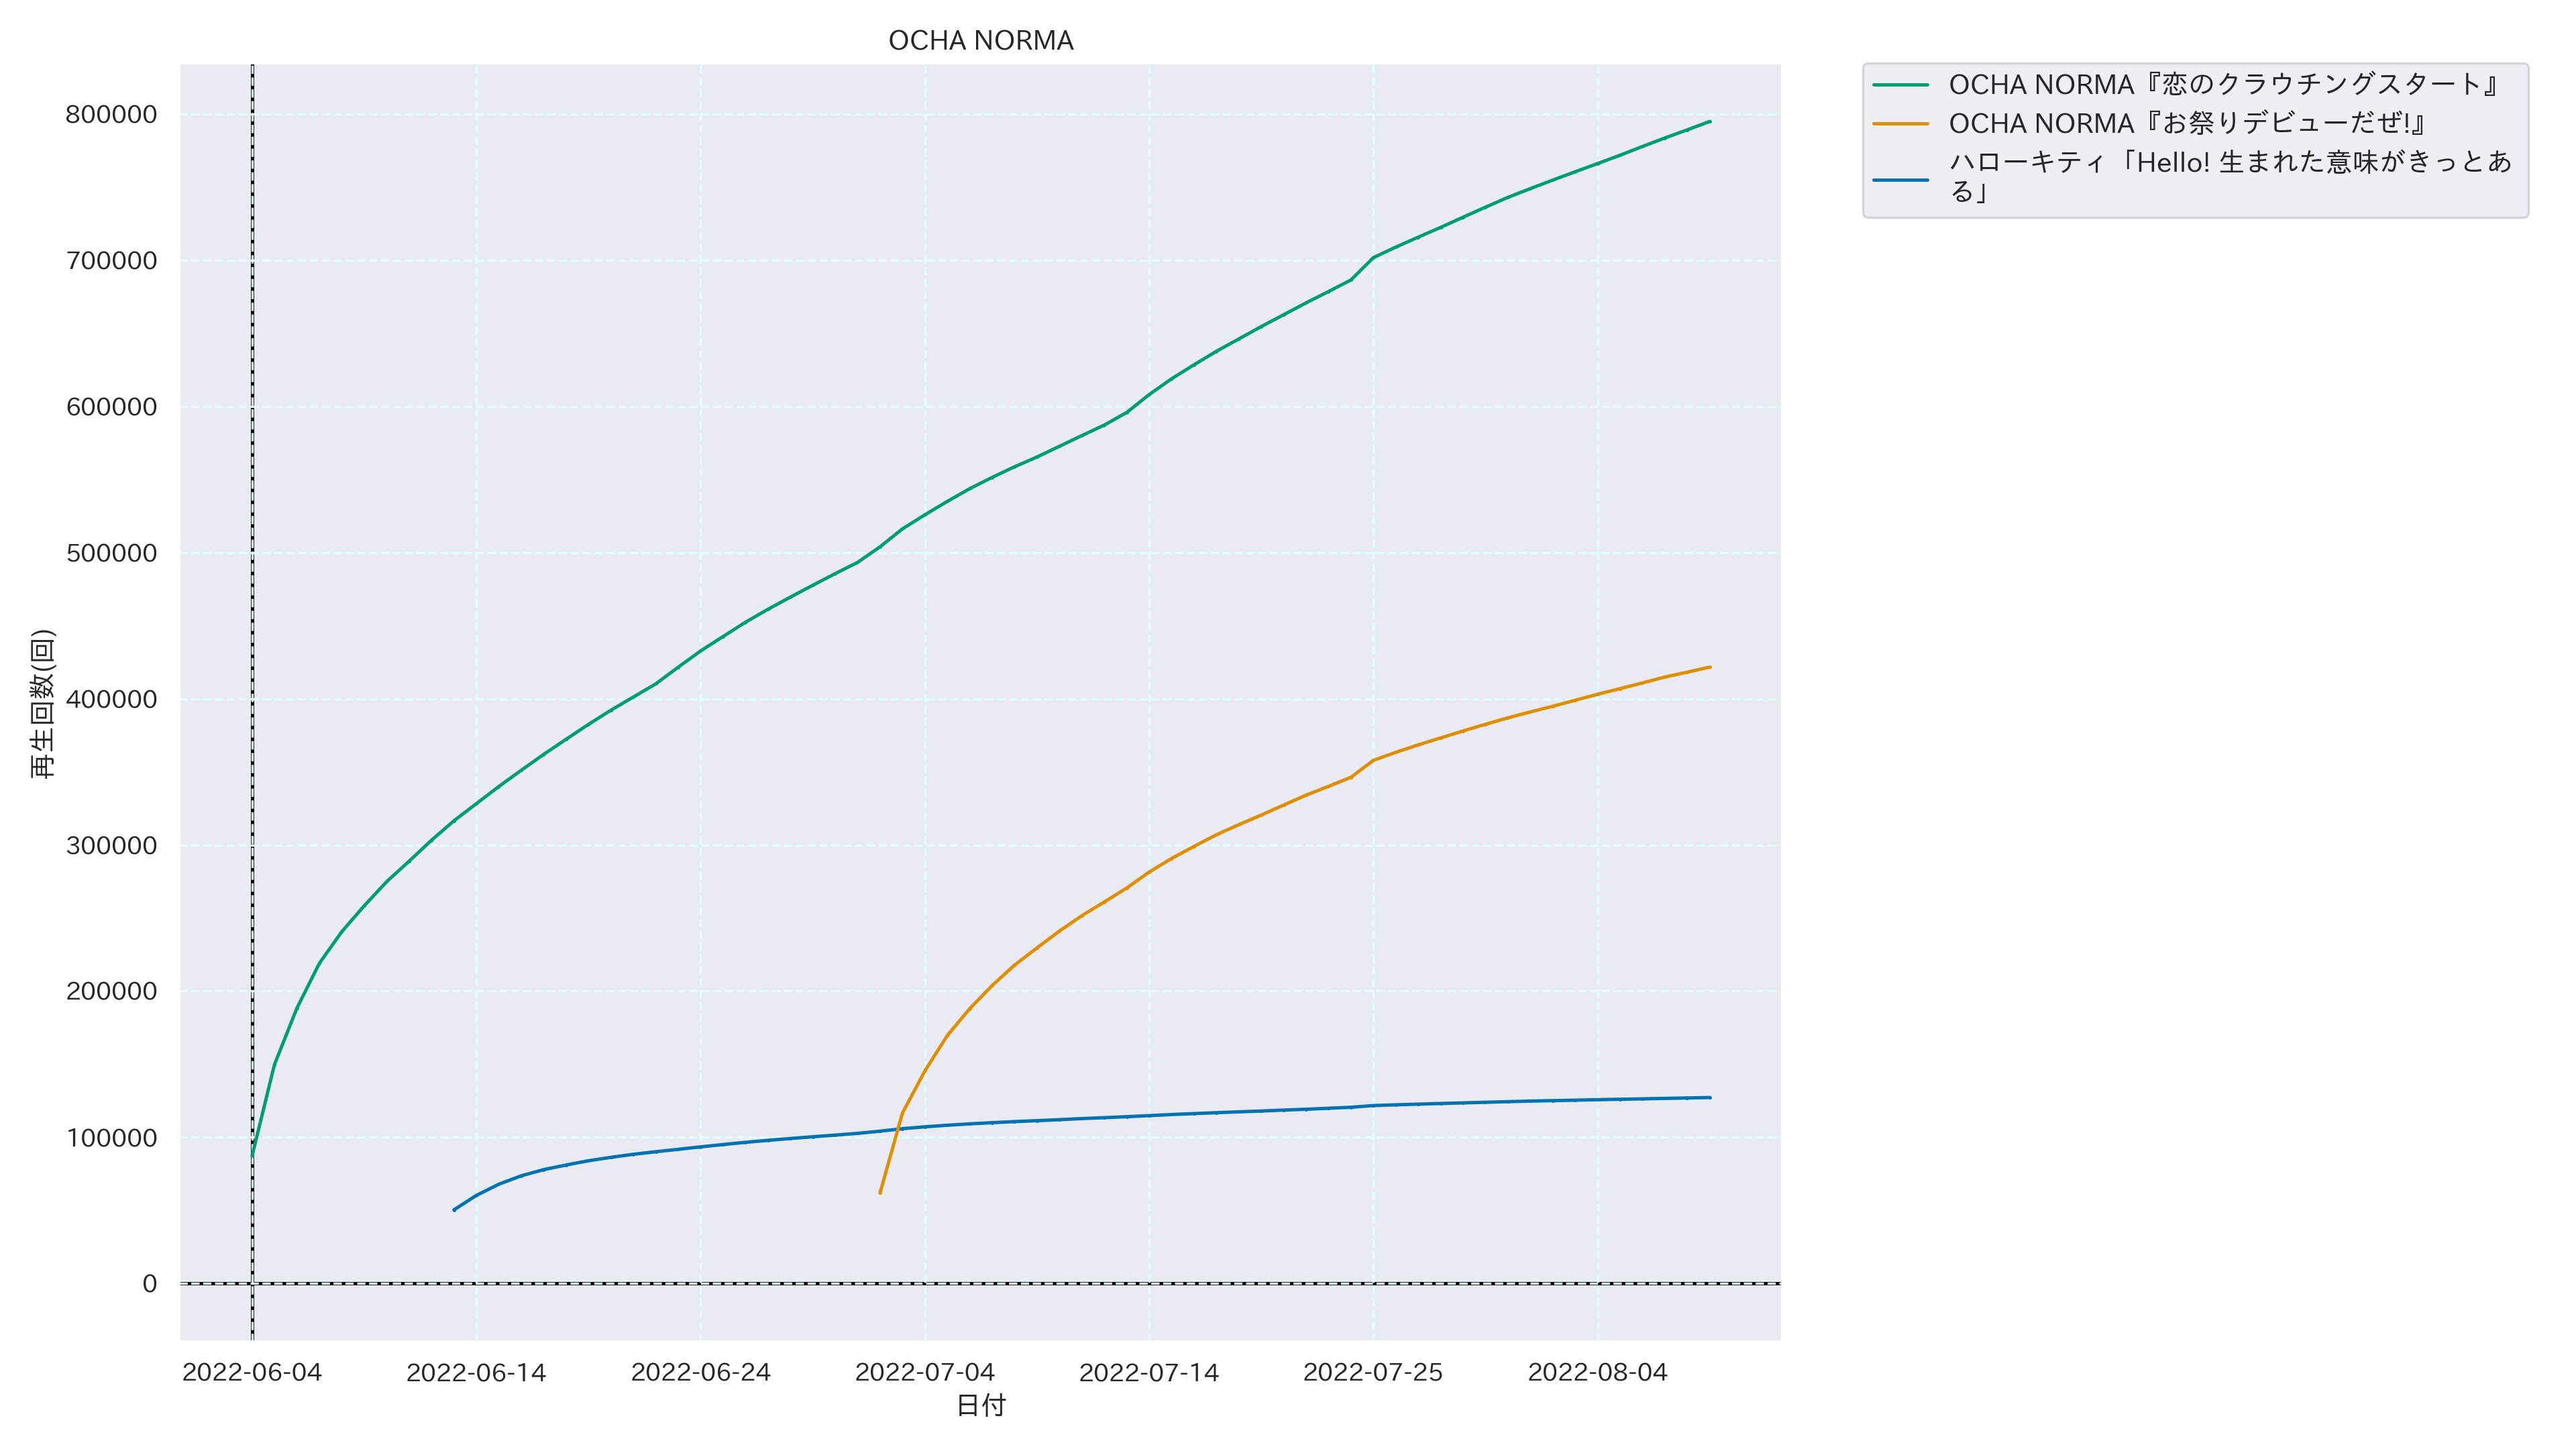 OCHA NORMA
OCHA NORMA『恋のクラウチングスタート』
OCHA NORMA『お祭りデビューだぜ!』
ハローキティ「Hello! 生まれた意味がきっとあ
る」
再生回数(回)
800000
700000
600000
500000
400000
300000
200000
100000
0
2022-06-04 2022-06-14 2022-06-24 2022-07-04 2022-07-14 2022-07-25 2022-08-04
日付